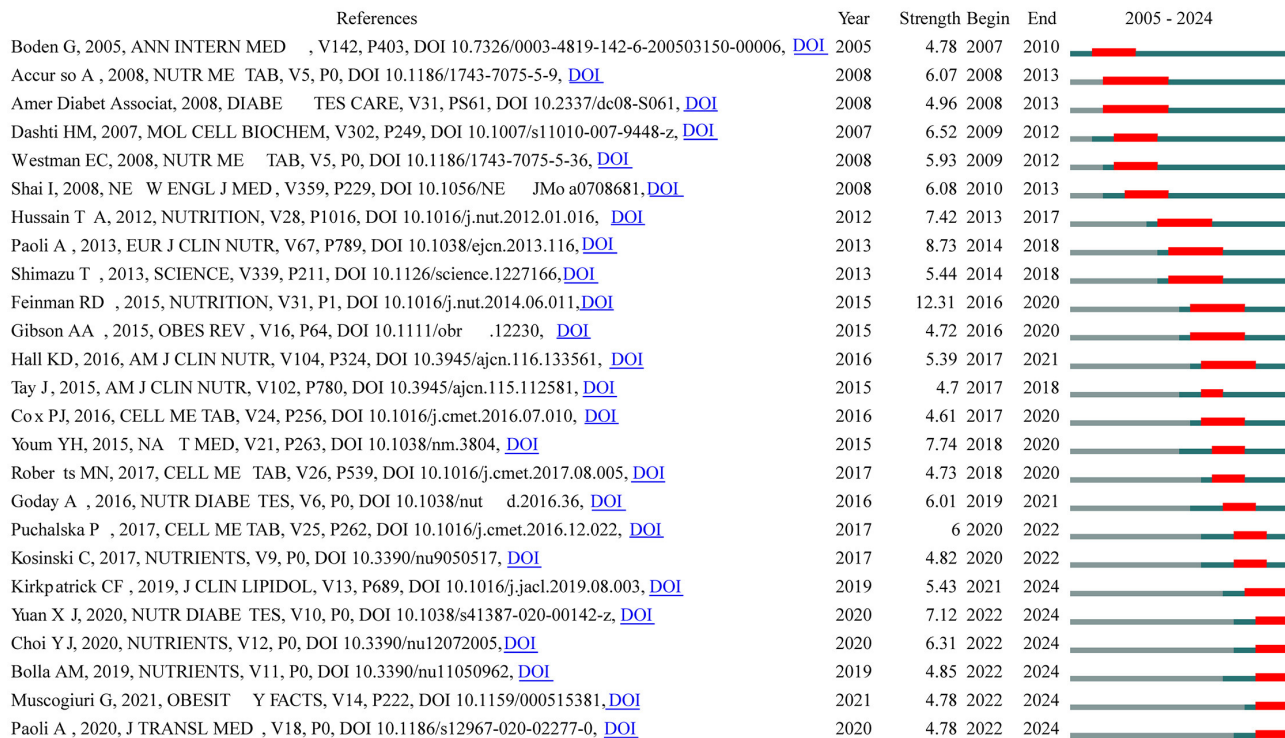 References Year Strength Begin End 2005 - 2024
Boden G, 2005, ANN INTERN MED , V142, P403, DOI 10.7326/0003-4819-142-6-200503150-00006, DOI 2005 4.78 2007 2010
Accur so A , 2008, NUTR ME TAB, V5, P0, DOI 10.1186/1743-7075-5-9, DOI 2008 6.07 2008 2013
Amer Diabet Associat, 2008, DIABE TES CARE, V31, PS61, DOI 10.2337/dc08-S061, DOI 2008 4.96 2008 2013
Dashti HM, 2007, MOL CELL BIOCHEM, V302, P249, DOI 10.1007/s11010-007-9448-z, DOI 2007 6.52 2009 2012
Westman EC, 2008, NUTR ME TAB, V5, P0, DOI 10.1186/1743-7075-5-36, DOI 2008 5.93 2009 2012
Shai I, 2008, NE W ENGL J MED , V359, P229, DOI 10.1056/NE JMo a0708681, DOI 2008 6.08 2010 2013
Hussain T A, 2012, NUTRITION, V28, P1016, DOI 10.1016/j.nut.2012.01.016, DOI 2012 7.42 2013 2017
Paoli A , 2013, EUR J CLIN NUTR, V67, P789, DOI 10.1038/ejcn.2013.116, DOI 2013 8.73 2014 2018
Shimazu T , 2013, SCIENCE, V339, P211, DOI 10.1126/science.1227166, DOI 2013 5.44 2014 2018
Feinman RD , 2015, NUTRITION, V31, P1, DOI 10.1016/j.nut.2014.06.011, DOI 2015 12.31 2016 2020
Gibson AA , 2015, OBES REV , V16, P64, DOI 10.1111/obr .12230, DOI 2015 4.72 2016 2020
Hall KD, 2016, AM J CLIN NUTR, V104, P324, DOI 10.3945/ajcn.116.133561, DOI 2016 5.39 2017 2021
Tay J, 2015, AM J CLIN NUTR, V102, P780, DOI 10.3945/ajcn.115.112581, DOI 2015 4.7 2017 2018
Co x PJ, 2016, CELL ME TAB, V24, P256, DOI 10.1016/j.cmet.2016.07.010, DOI 2016 4.61 2017 2020
Youm YH, 2015, NA T MED, V21, P263, DOI 10.1038/nm.3804, DOI 2015 7.74 2018 2020
Rober ts MN, 2017, CELL ME TAB, V26, P539, DOI 10.1016/j.cmet.2017.08.005, DOI 2017 4.73 2018 2020
Goday A , 2016, NUTR DIABE TES, V6, P0, DOI 10.1038/nut d.2016.36, DOI 2016 6.01 2019 2021
Puchalska P , 2017, CELL ME TAB, V25, P262, DOI 10.1016/j.cmet.2016.12.022, DOI 2017 6 2020 2022
Kosinski C, 2017, NUTRIENTS, V9, P0, DOI 10.3390/nu9050517, DOI 2017 4.82 2020 2022
Kirkpatrick CF , 2019, J CLIN LIPIDOL, V13, P689, DOI 10.1016/j.jacl.2019.08.003, DOI 2019 5.43 2021 2024
Yuan X J, 2020, NUTR DIABE TES, V10, P0, DOI 10.1038/s41387-020-00142-z, DOI 2020 7.12 2022 2024
Choi Y J, 2020, NUTRIENTS, V12, P0, DOI 10.3390/nu12072005, DOI 2020 6.31 2022 2024
Bolla AM, 2019, NUTRIENTS, V11, P0, DOI 10.3390/nu11050962, DOI 2019 4.85 2022 2024
Muscogiuri G, 2021, OBESIT Y FACTS, V14, P222, DOI 10.1159/000515381, DOI 2021 4.78 2022 2024
Paoli A , 2020, J TRANSL MED , V18, P0, DOI 10.1186/s12967-020-02277-0, DOI 2020 4.78 2022 2024